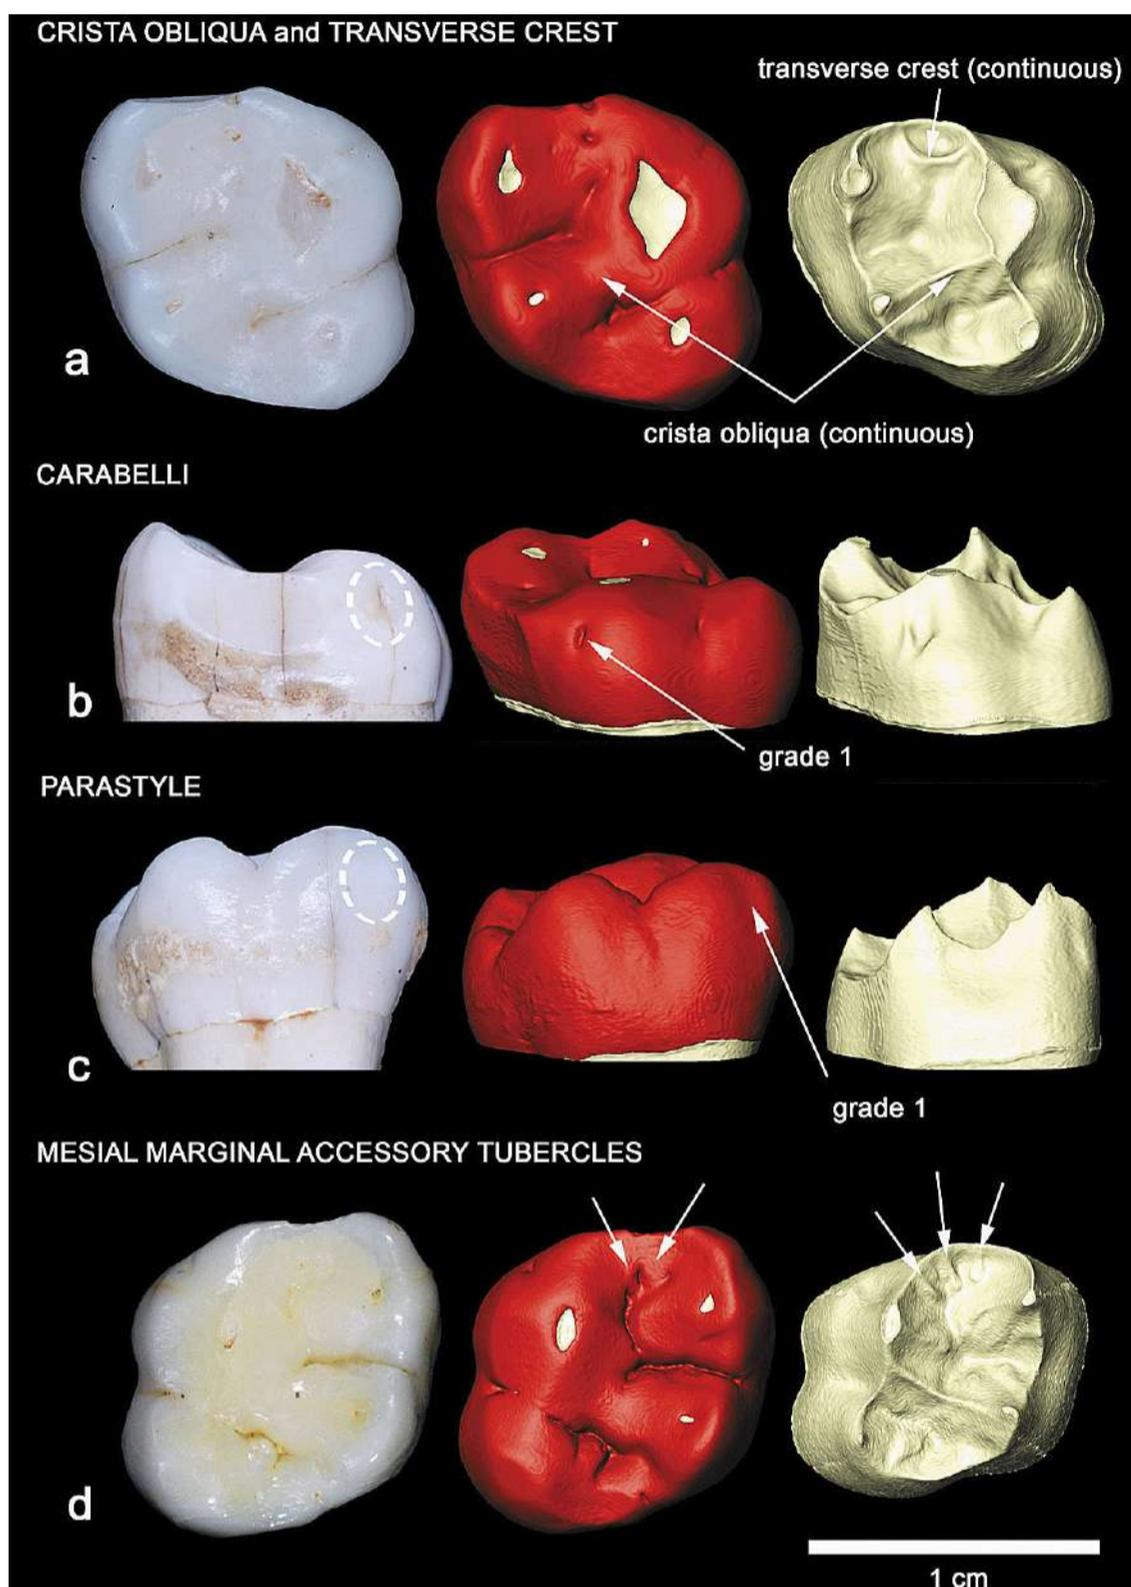 CRISTA OBLIQUA and TRANSVERSE CREST
transverse crest (continuous)
a
crista obliqua (continuous)
CARABELLI
b
grade 1
PARASTYLE
c
grade 1
MESIAL MARGINAL ACCESSORY TUBERCLES
d
1 cm